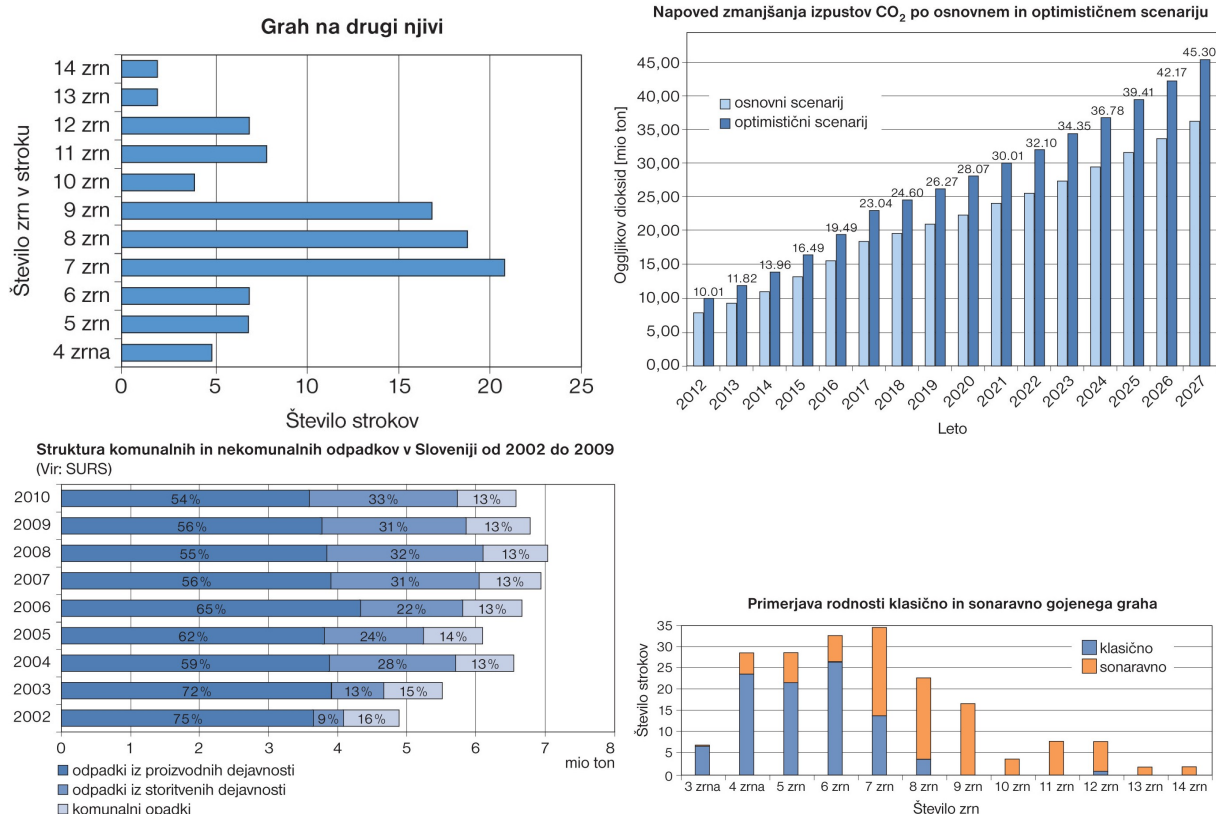 Grah na drugi njivi
Število zrn v stroku
14 zrn
13 zrn
12 zrn
11 zrn
10 zrn
9 zrn
8 zrn
7 zrn
6 zrn
5 zrn
4 zrna
0 5 10 15 20 25
Število strokov
Napoved zmanjšanja izpustov CO₂ po osnovnem in optimističnem scenariju
Oggljikov dioksid [mio ton]
45,00
40,00
35,00
30,00
25,00
20,00
15,00
10,00
5,00
0,00
osnovni scenarij
optimistični scenarij
10.01 11.82 13.96 16.49 19.49 23.04 24.60 26.27 28.07 30.01 32.10 34.35 36.78 39.41 42.17 45.30
2012 2013 2014 2015 2016 2017 2018 2019 2020 2021 2022 2023 2024 2025 2026 2027
Leto
Struktura komunalnih in nekomunalnih odpadkov v Sloveniji od 2002 do 2009
(Vir: SURS)
2010 54% 33% 13%
2009 56% 31% 13%
2008 55% 32% 13%
2007 56% 31% 13%
2006 65% 22% 13%
2005 62% 24% 14%
2004 59% 28% 13%
2003 72% 13% 15%
2002 75% 9% 16%
0 1 2 3 4 5 6 7 8
mio ton
odpadki iz proizvodnih dejavnosti
odpadki iz storitvenih dejavnosti
komunalni opadki
Primerjava rodnosti klasično in sonaravno gojenega graha
Število strokov
35
30
25
20
15
10
5
0
klasično
sonaravno
3 zrna 4 zrna 5 zrn 6 zrn 7 zrn 8 zrn 9 zrn 10 zrn 11 zrn 12 zrn 13 zrn 14 zrn
Število zrn